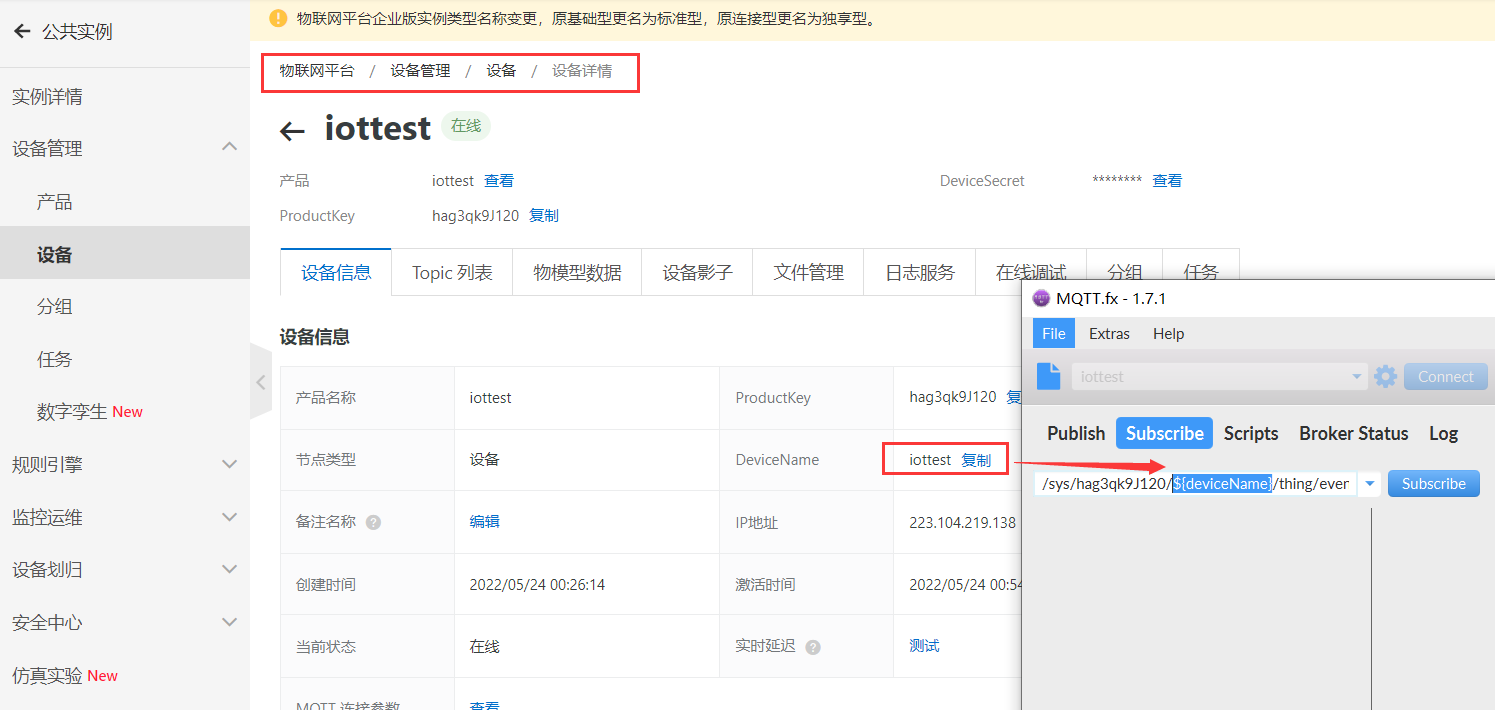 公共实例
物联网平台企业版实例类型名称变更，原基础型更名为标准型，原连接型更名为独享型。
物联网平台 / 设备管理 / 设备 / 设备详情
iottest 在线
产品 iottest 查看 DeviceSecret ******** 查看
ProductKey hag3qk9J120 复制
实例详情
设备管理
产品
设备
分组
任务
数字孪生 New
规则引擎
监控运维
设备划归
安全中心
仿真实验 New
设备信息 Topic 列表 物模型数据 设备影子 文件管理 日志服务 在线调试 分组 任务
设备信息
产品名称 iottest ProductKey hag3qk9J120 复
节点类型 设备 DeviceName iottest 复制
备注名称 编辑 IP地址 223.104.219.138
创建时间 2022/05/24 00:26:14 激活时间 2022/05/24 00:54
当前状态 在线 实时延迟 测试
MQTT 连接参数 查看
MQTT.fx - 1.7.1
File Extras Help
iottest Connect
Publish Subscribe Scripts Broker Status Log
/sys/hag3qk9J120/${deviceName}/thing/ever Subscribe